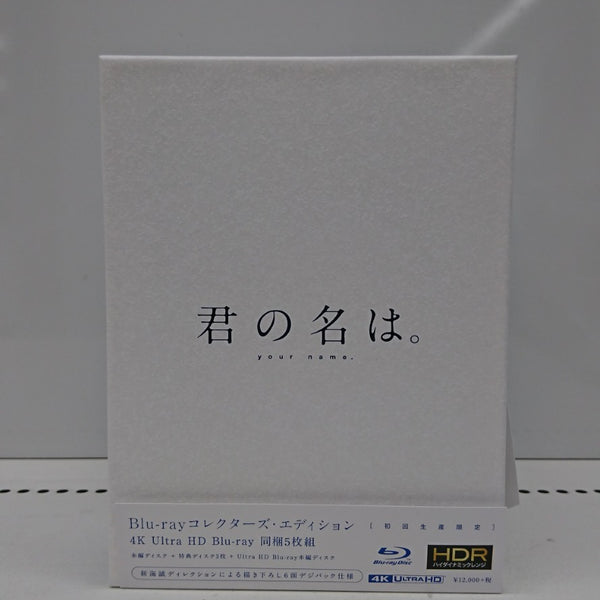 君の名は。
your name.
Blu-rayコレクターズ・エディション [初回生産限定]
4K Ultra HD Blu-ray 同梱5枚組
本編ディスク + 特典ディスク3枚 + Ultra HD Blu-ray本編ディスク
新海誠ディレクションによる描き下ろし6面デジパック仕様
Blu-ray Disc
HDR
ハイダイナミックレンジ
4K ULTRA HD
¥12,000+税